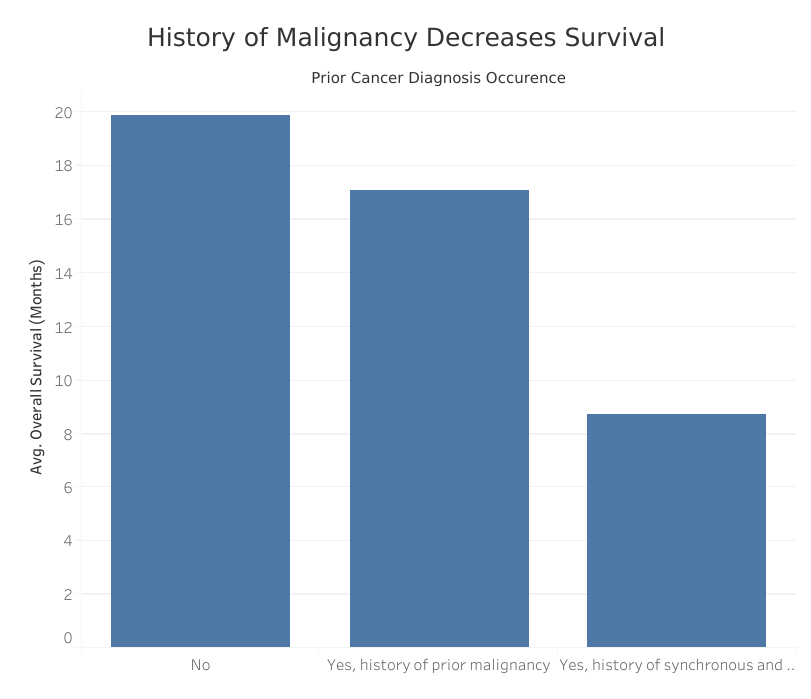 History of Malignancy Decreases Survival
Prior Cancer Diagnosis Occurence
Avg. Overall Survival (Months)
20
18
16
14
12
10
8
6
4
2
0
No
Yes, history of prior malignancy
Yes, history of synchronous and ..